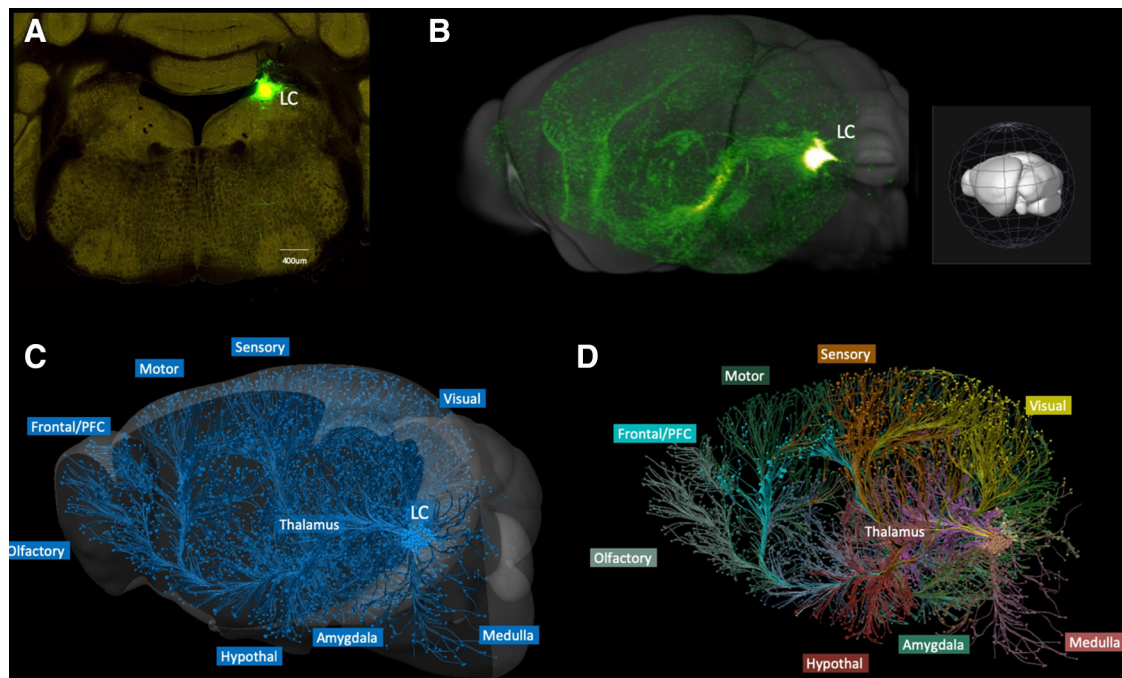 A
LC
400um
B
LC
C
Sensory
Motor
Visual
Frontal/PFC
LC
Thalamus
Olfactory
Medulla
Amygdala
Hypothal
D
Sensory
Motor
Visual
Frontal/PFC
Thalamus
Olfactory
Medulla
Amygdala
Hypothal